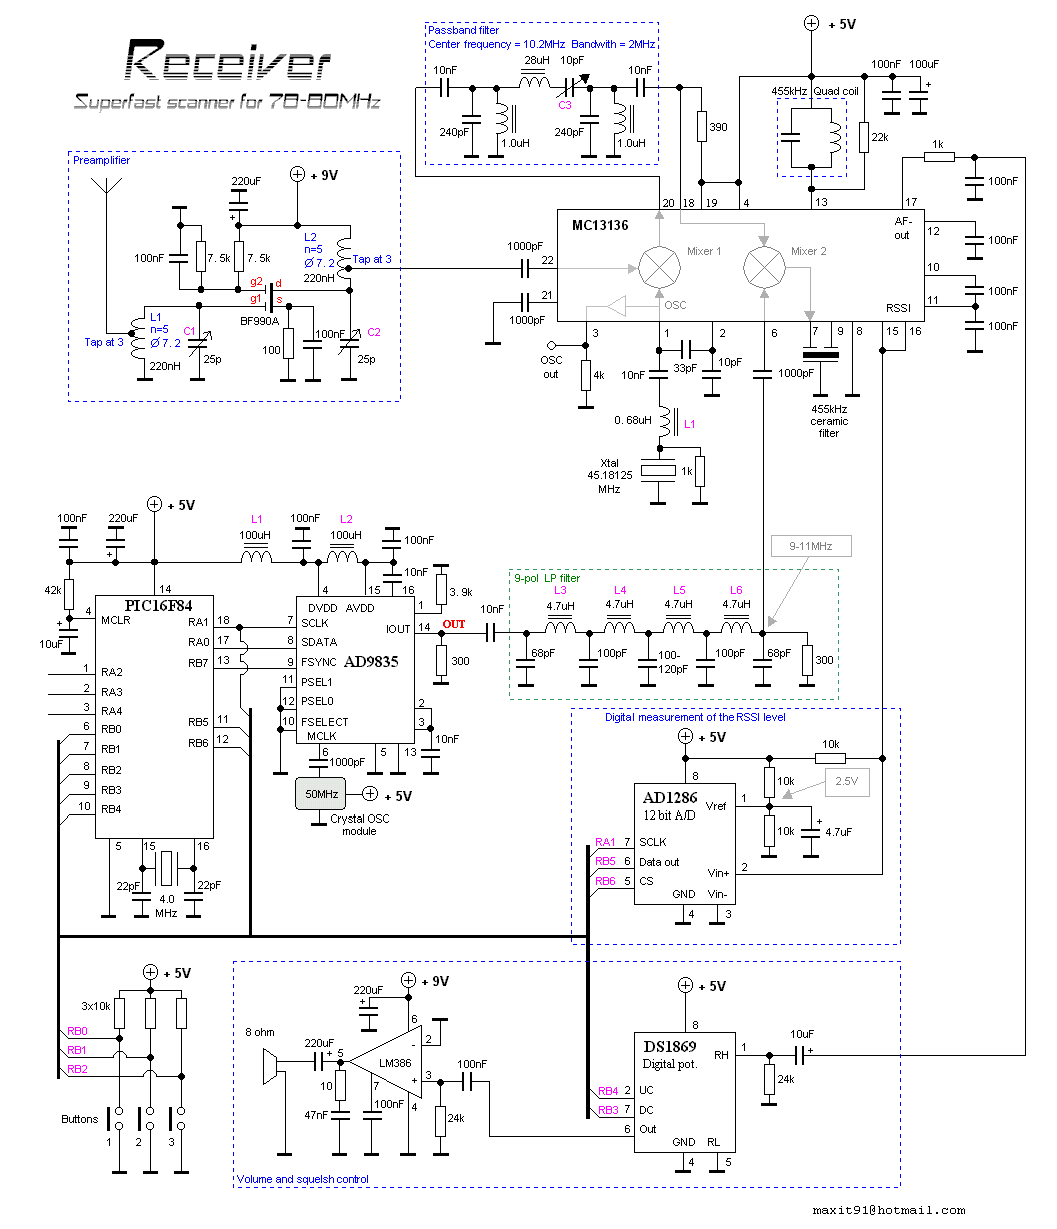 Receiver
Superfast scanner for 78-80MHz
Passband filter
Center frequency = 10.2MHz Bandwith = 2MHz
10nF
28uH
10pF
10nF
C3
240pF
1.0uH
240pF
1.0uH
+ 5V
100nF
100uF
455kHz
Quad coil
22k
390
1k
100nF
Preamplifier
220uF
+ 9V
L2
n=5
Ø7.2
220nH
Tap at 3
100nF
7.5k
7.5k
g2
d
g1
s
BF990A
L1
n=5
Ø7.2
220nH
Tap at 3
C1
25p
100
100nF
C2
25p
1000pF
1000pF
20
18
19
4
13
17
MC13136
AF-
out
12
100nF
Mixer 1
Mixer 2
22
21
OSC
10
100nF
RSSI
11
100nF
3
1
2
6
7
9
8
15
16
OSC
out
4k
10nF
33pF
10pF
1000pF
455kHz
ceramic
filter
0.68uH
L1
Xtal
45.18125
MHz
1k
+ 5V
100nF
220uF
L1
100uH
100nF
L2
100uH
100nF
10nF
42k
10uF
14
4
PIC16F84
MCLR
RA1
18
RA0
17
RB7
13
1
RA2
2
RA3
3
RA4
6
RB0
7
RB1
8
RB2
9
RB3
10
RB4
RB5
11
RB6
12
5
15
16
22pF
4.0
MHz
22pF
4
15
16
DVDD AVDD
7
SCLK
8
SDATA
9
FSYNC
AD9835
11
PSEL1
12
PSEL0
10
FSELECT
MCLK
6
5
13
1
3.9k
IOUT
14
OUT
300
2
3
10nF
1000pF
50MHz
+ 5V
Crystal OSC
module
10nF
9-pol LP filter
L3
4.7uH
L4
4.7uH
L5
4.7uH
L6
4.7uH
68pF
100pF
100-
120pF
100pF
68pF
300
9-11MHz
Digital measurement of the RSSI level
+ 5V
10k
8
AD1286
12 bit A/D
1
Vref
10k
10k
2.5V
4.7uF
RA1
7
SCLK
RB5
6
Data out
RB6
5
CS
Vin+
2
GND
Vin-
4
3
+ 5V
3x10k
RB0
RB1
RB2
Buttons
1
2
3
+ 9V
220uF
8 ohm
220uF
5
6
2
-
LM386
+
3
7
4
10
47nF
100nF
24k
100nF
+ 5V
8
DS1869
Digital pot.
RH
1
10uF
24k
RB4
2
UC
RB3
7
DC
6
Out
GND
RL
4
5
Volume and squelsh control
maxit91@hotmail.com